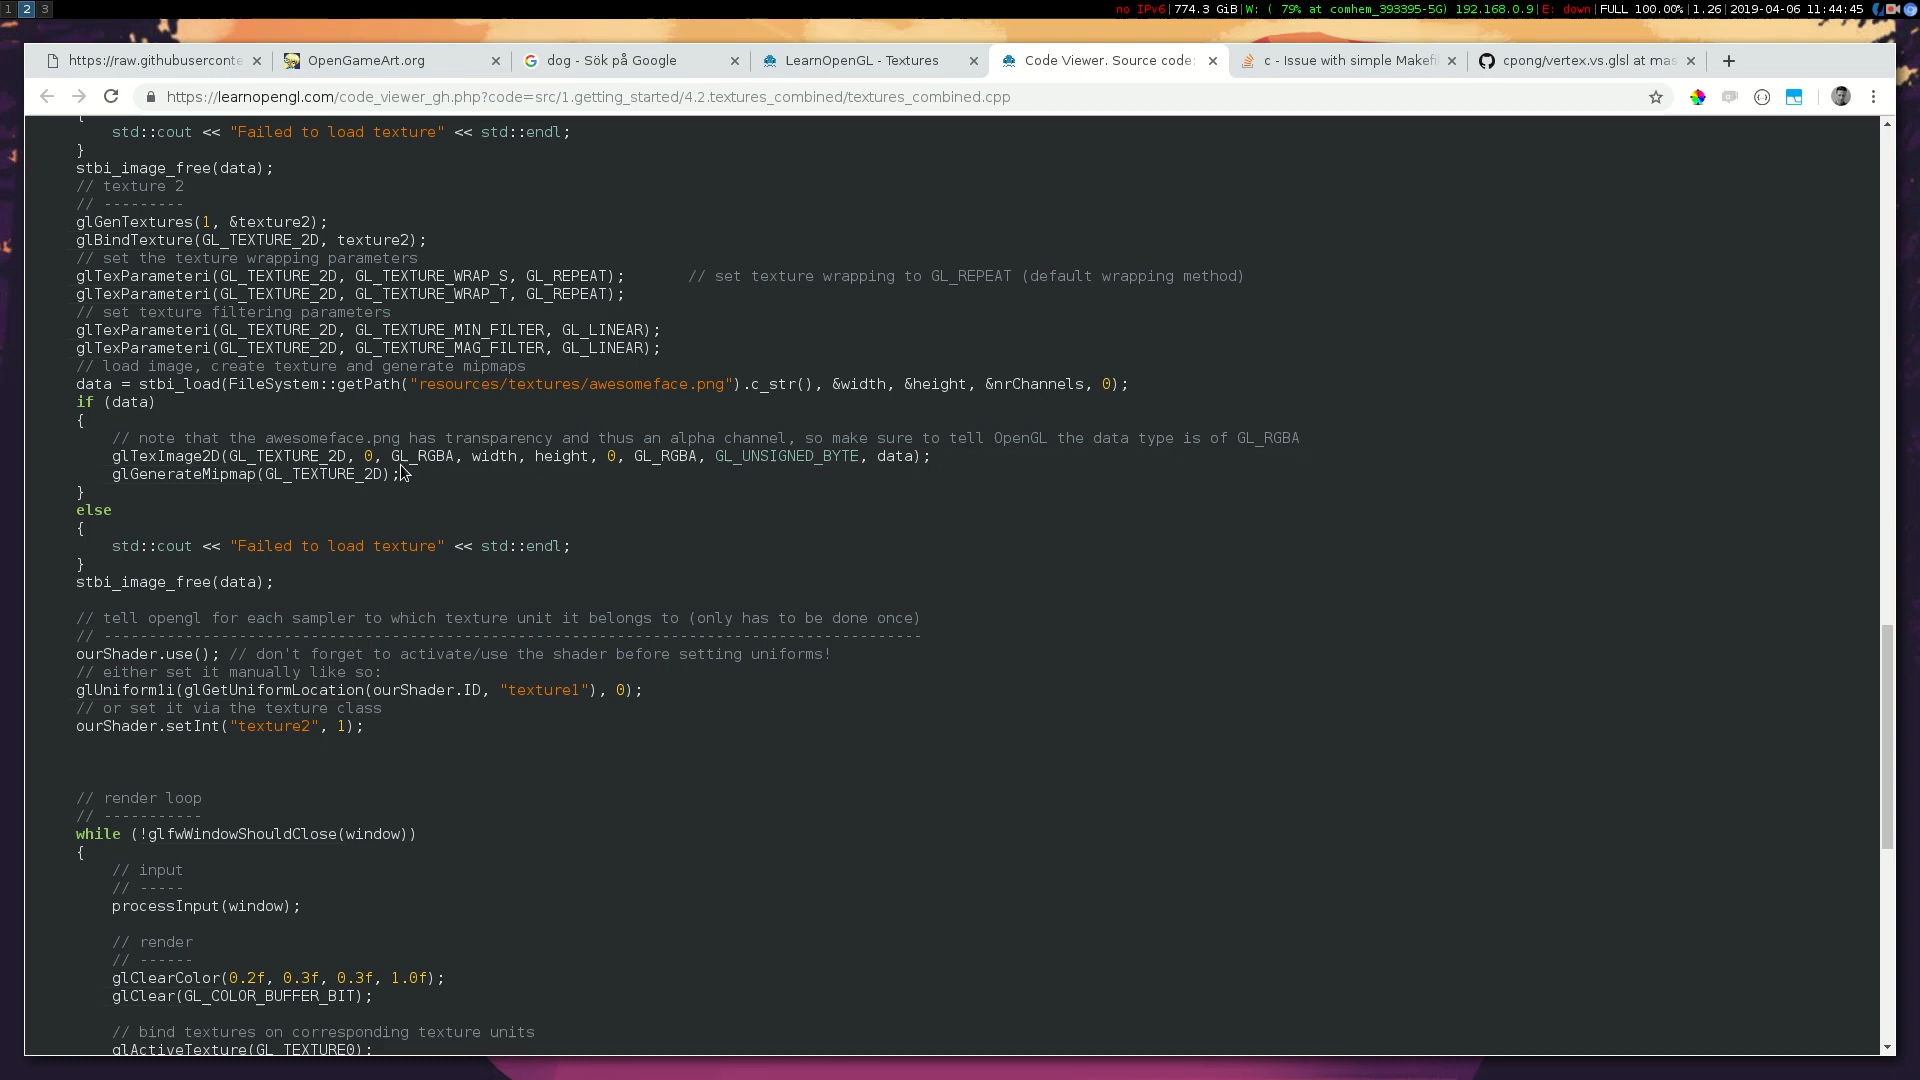 1 2 3
no IPv6|774.3 GiB|W: ( 79% at comhem_393395-5G) 192.168.0.9|E: down|FULL 100.00%|1.26|2019-04-06 11:44:45
https://raw.githubuserconte
OpenGameArt.org
dog - Sök på Google
LearnOpenGL - Textures
Code Viewer. Source code:
c - Issue with simple Makefi
cpong/vertex.vs.glsl at mas
https://learnopengl.com/code_viewer_gh.php?code=src/1.getting_started/4.2.textures_combined/textures_combined.cpp
{
std::cout << "Failed to load texture" << std::endl;
}
stbi_image_free(data);
// texture 2
// ---------
glGenTextures(1, &texture2);
glBindTexture(GL_TEXTURE_2D, texture2);
// set the texture wrapping parameters
glTexParameteri(GL_TEXTURE_2D, GL_TEXTURE_WRAP_S, GL_REPEAT); // set texture wrapping to GL_REPEAT (default wrapping method)
glTexParameteri(GL_TEXTURE_2D, GL_TEXTURE_WRAP_T, GL_REPEAT);
// set texture filtering parameters
glTexParameteri(GL_TEXTURE_2D, GL_TEXTURE_MIN_FILTER, GL_LINEAR);
glTexParameteri(GL_TEXTURE_2D, GL_TEXTURE_MAG_FILTER, GL_LINEAR);
// load image, create texture and generate mipmaps
data = stbi_load(FileSystem::getPath("resources/textures/awesomeface.png").c_str(), &width, &height, &nrChannels, 0);
if (data)
{
// note that the awesomeface.png has transparency and thus an alpha channel, so make sure to tell OpenGL the data type is of GL_RGBA
glTexImage2D(GL_TEXTURE_2D, 0, GL_RGBA, width, height, 0, GL_RGBA, GL_UNSIGNED_BYTE, data);
glGenerateMipmap(GL_TEXTURE_2D);
}
else
{
std::cout << "Failed to load texture" << std::endl;
}
stbi_image_free(data);
// tell opengl for each sampler to which texture unit it belongs to (only has to be done once)
// -------------------------------------------------------------------------------------------
ourShader.use(); // don't forget to activate/use the shader before setting uniforms!
// either set it manually like so:
glUniform1i(glGetUniformLocation(ourShader.ID, "texture1"), 0);
// or set it via the texture class
ourShader.setInt("texture2", 1);
// render loop
// -----------
while (!glfwWindowShouldClose(window))
{
// input
// -----
processInput(window);
// render
// ------
glClearColor(0.2f, 0.3f, 0.3f, 1.0f);
glClear(GL_COLOR_BUFFER_BIT);
// bind textures on corresponding texture units
glActiveTexture(GL_TEXTURE0);